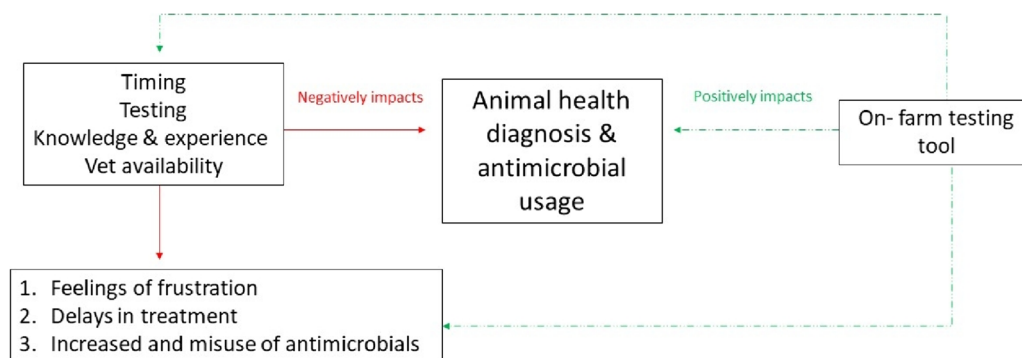 Timing
Testing
Knowledge & experience
Vet availability
Negatively impacts
Animal health
diagnosis &
antimicrobial
usage
Positively impacts
On- farm testing
tool
1. Feelings of frustration
2. Delays in treatment
3. Increased and misuse of antimicrobials